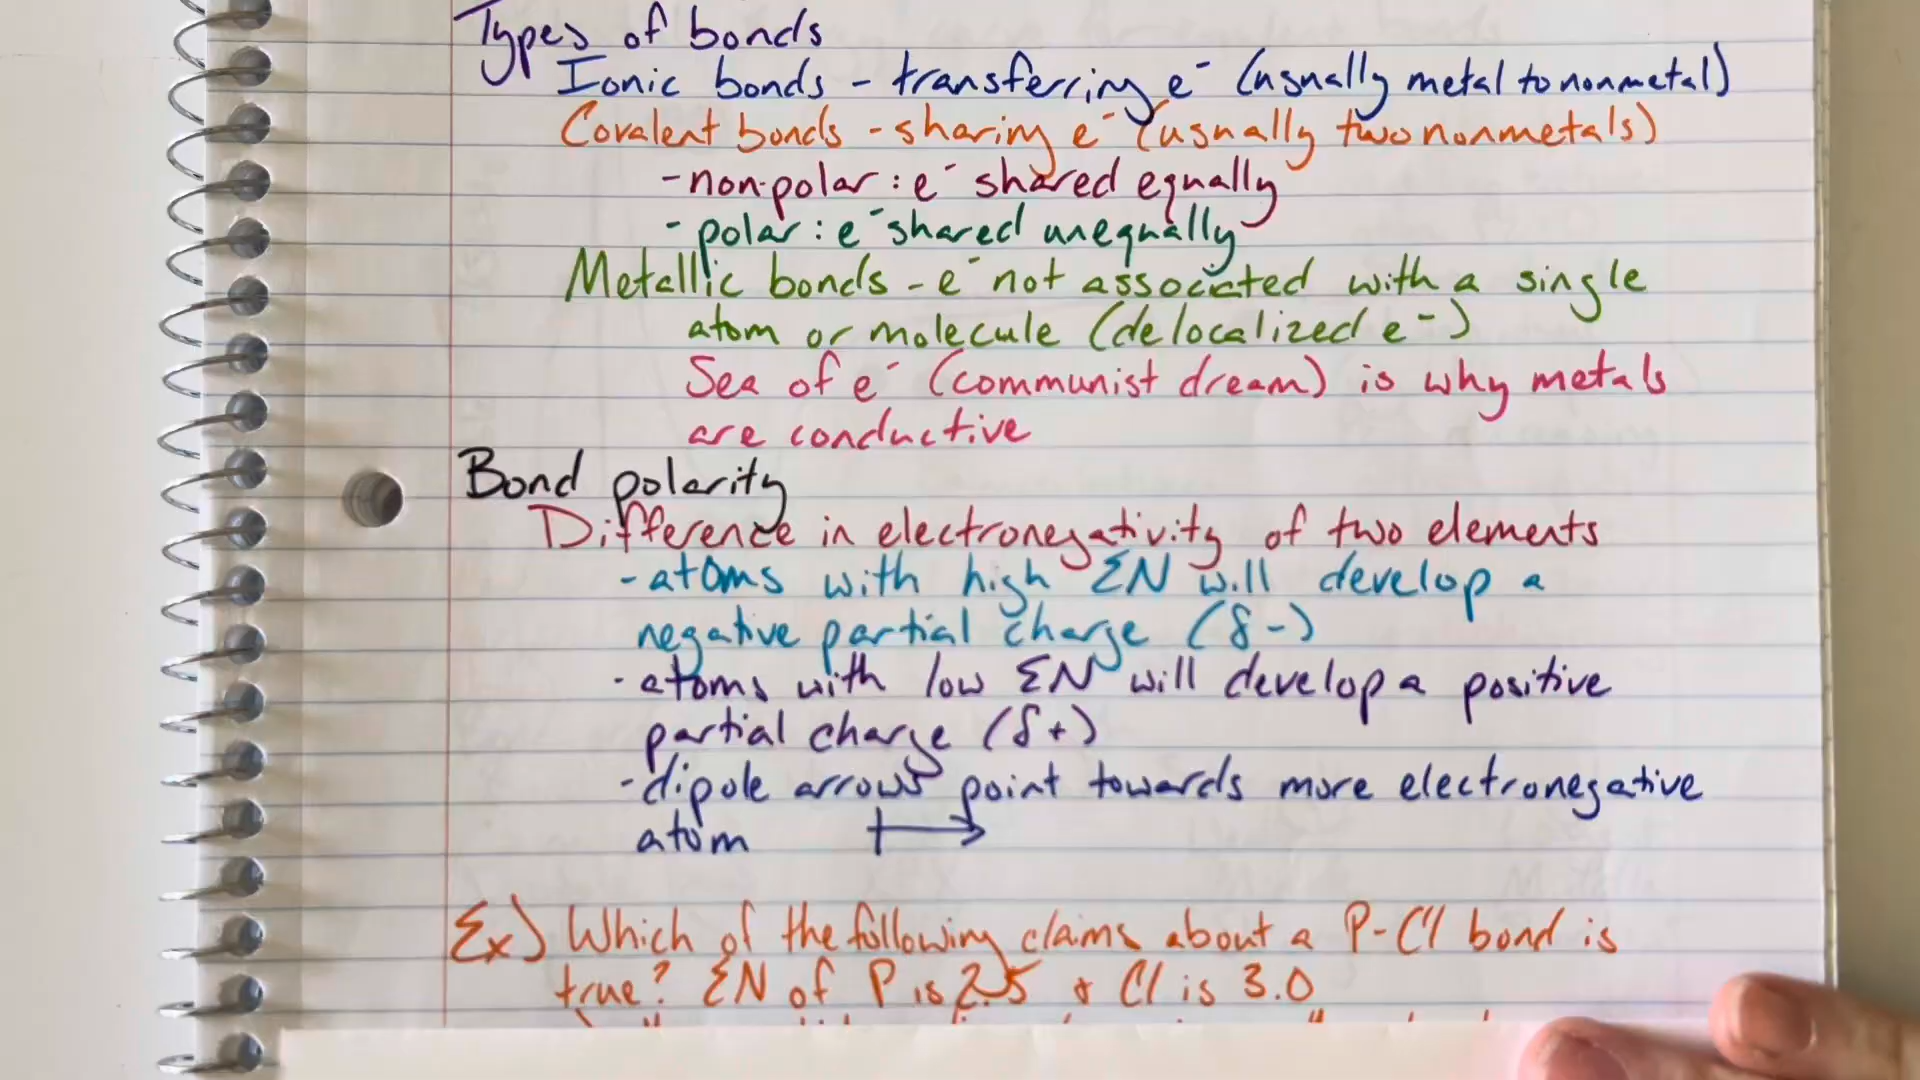 Types of bonds
Ionic bonds - transferring e⁻ (usually metal to nonmetal)
Covalent bonds - sharing e⁻ (usually two nonmetals)
- non-polar : e⁻ shared equally
- polar : e⁻ shared unequally
Metallic bonds - e⁻ not associated with a single
atom or molecule (delocalized e-)
Sea of e⁻ (communist dream) is why metals
are conductive
Bond polarity
Difference in electronegativity of two elements
- atoms with high EN will develop a
negative partial charge (δ-)
- atoms with low EN will develop a positive
partial charge (δ+)
- dipole arrows point towards more electronegative
atom
Ex) Which of the following claims about a P-Cl bond is
true? EN of P is 2.5 & Cl is 3.0